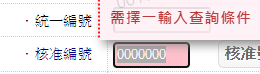 需擇一輸入查詢條件
· 統一編號
· 核准編號 0000000 核准